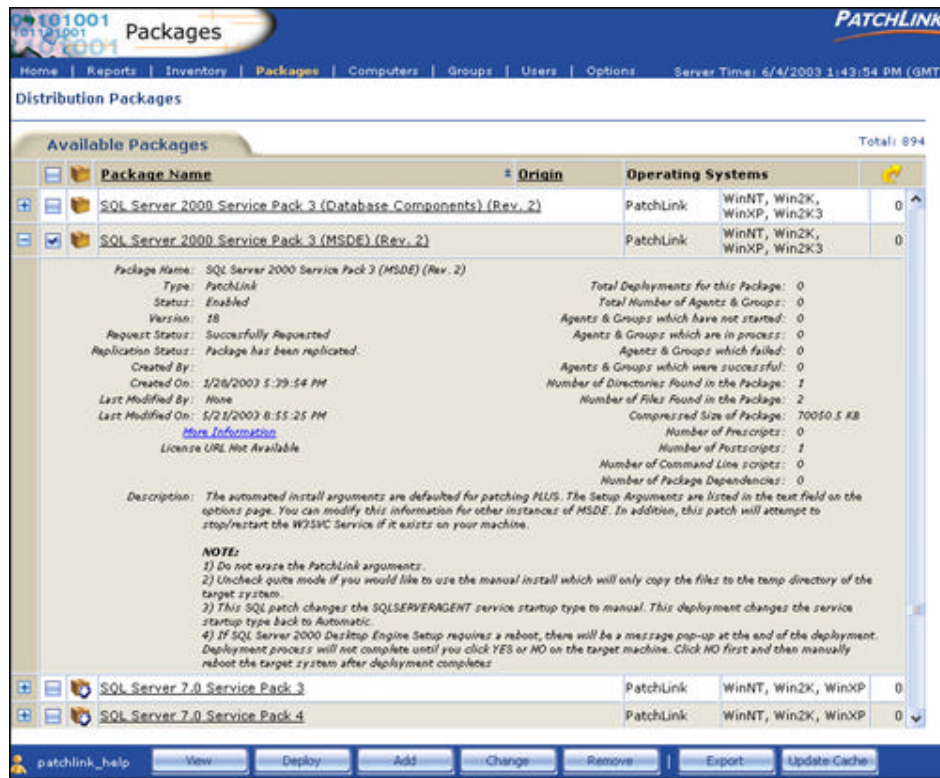 Packages
PATCHLINK
Home | Reports | Inventory | Packages | Computers | Groups | Users | Options Server Time: 6/4/2003 1:43:54 PM (GMT
Distribution Packages
Available Packages
Total: 894
Package Name Origin Operating Systems
SQL Server 2000 Service Pack 3 (Database Components) (Rev. 2) PatchLink WinNT, Win2K, 0
WinXP, Win2K3
SQL Server 2000 Service Pack 3 (MSDE) (Rev. 2) PatchLink WinNT, Win2K, 0
WinXP, Win2K3
Package Name: SQL Server 2000 Service Pack 3 (MSDE) (Rev. 2)
Type: PatchLink
Status: Enabled
Version: 18
Request Status: Succesfully Requested
Replication Status: Package has been replicated.
Created By:
Created On: 1/28/2003 5:39:54 PM
Last Modified By: None
Last Modified On: 5/21/2003 8:55:25 PM
More Information
License URL Not Available
Total Deployments for this Package: 0
Total Number of Agents & Groups: 0
Agents & Groups which have not started: 0
Agents & Groups which are in process: 0
Agents & Groups which failed: 0
Agents & Groups which were successful: 0
Number of Directories Found in the Package: 1
Number of Files Found in the Package: 2
Compressed Size of Package: 70050.5 KB
Number of Prescripts: 0
Number of Postscripts: 1
Number of Command Line scripts: 0
Number of Package Dependencies: 0
Description: The automated install arguments are defaulted for patching PLUS. The Setup Arguments are listed in the text field on the
options page. You can modify this information for other instances of MSDE. In addition, this patch will attempt to
stop/restart the W3SVC Service if it exists on your machine.
NOTE:
1) Do not erase the PatchLink arguments.
2) Uncheck quite mode if you would like to use the manual install which will only copy the files to the temp directory of the
target system.
3) This SQL patch changes the SQLSERVERAGENT service startup type to manual. This deployment changes the service
startup type back to Automatic.
4) If SQL Server 2000 Desktop Engine Setup requires a reboot, there will be a message pop-up at the end of the deployment.
Deployment process will not complete until you click YES or NO on the target machine. Click NO first and then manually
reboot the target system after deployment completes
SQL Server 7.0 Service Pack 3 PatchLink WinNT, Win2K, WinXP 0
SQL Server 7.0 Service Pack 4 PatchLink WinNT, Win2K, WinXP 0
patchlink_help View Deploy Add Change Remove | Export Update Cache